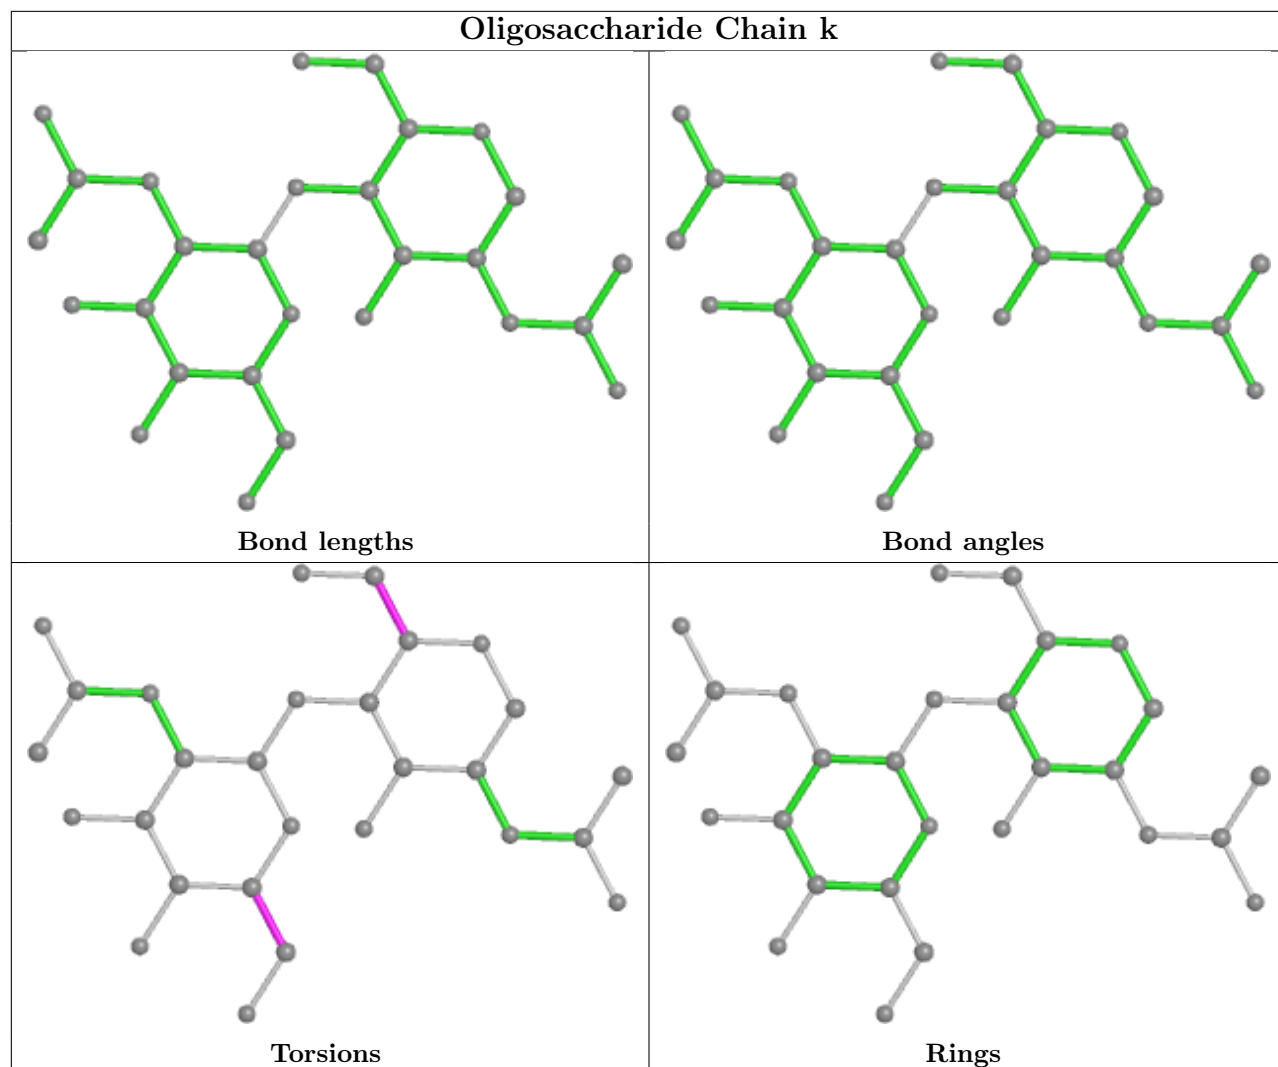 Oligosaccharide Chain k
Bond lengths
Bond angles
Torsions
Rings